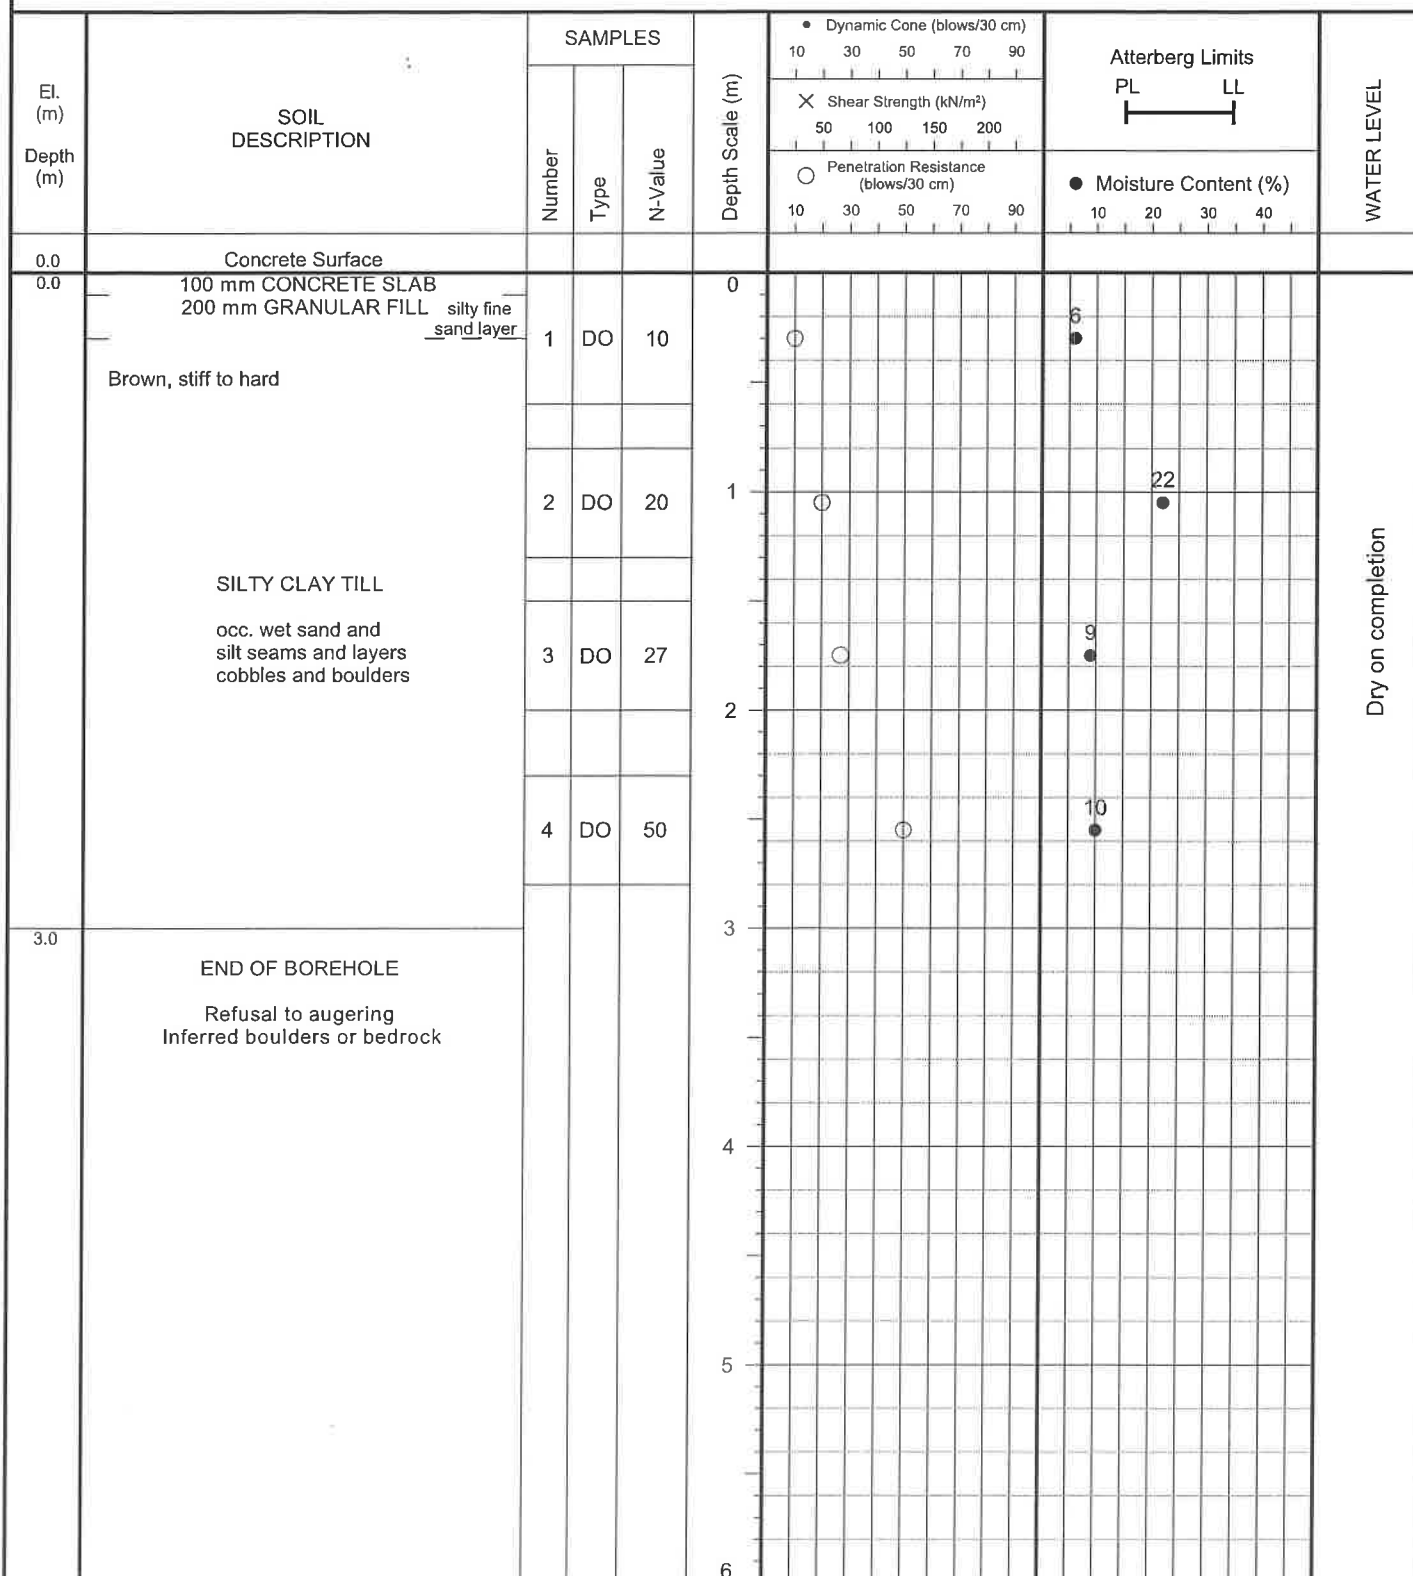 El.
(m)
Depth
(m)
SOIL
DESCRIPTION
SAMPLES
Number
Type
N-Value
Depth Scale (m)
Dynamic Cone (blows/30 cm)
10 30 50 70 90
Shear Strength (kN/m²)
50 100 150 200
Penetration Resistance
(blows/30 cm)
10 30 50 70 90
Atterberg Limits
PL LL
Moisture Content (%)
10 20 30 40
WATER LEVEL
0.0 Concrete Surface
0.0 100 mm CONCRETE SLAB 0
200 mm GRANULAR FILL silty fine
sand layer
6
1 DO 10
Brown, stiff to hard
22
1
2 DO 20
SILTY CLAY TILL
occ. wet sand and
silt seams and layers
cobbles and boulders
9
3 DO 27
2
Dry on completion
10
4 DO 50
3
3.0
END OF BOREHOLE
Refusal to augering
Inferred boulders or bedrock
4
5
6